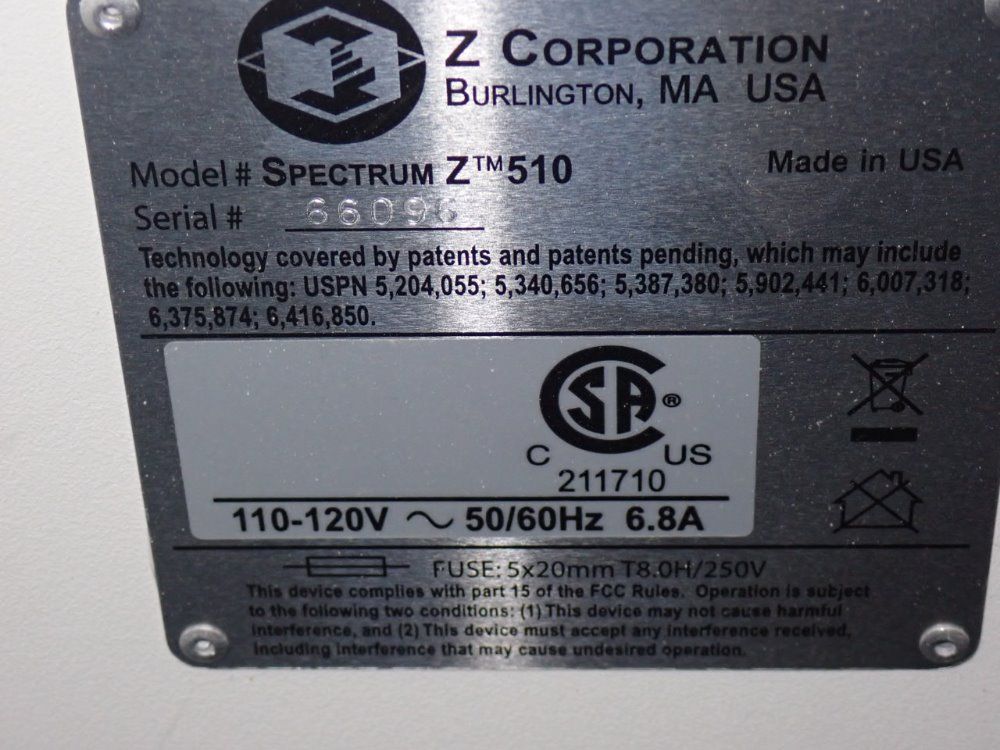 Z CORPORATION
BURLINGTON, MA USA
Model # SPECTRUM Z™510
Made in USA
Serial # 66096
Technology covered by patents and patents pending, which may include
the following: USPN 5,204,055; 5,340,656; 5,387,380; 5,902,441; 6,007,318;
6,375,874; 6,416,850.
SA ®
C US
211710
110-120V ~ 50/60Hz 6.8A
FUSE: 5x20mm T8.0H/250V
This device complies with part 15 of the FCC Rules. Operation is subject
to the following two conditions: (1) This device may not cause harmful
interference, and (2) This device must accept any interference received,
including interference that may cause undesired operation.